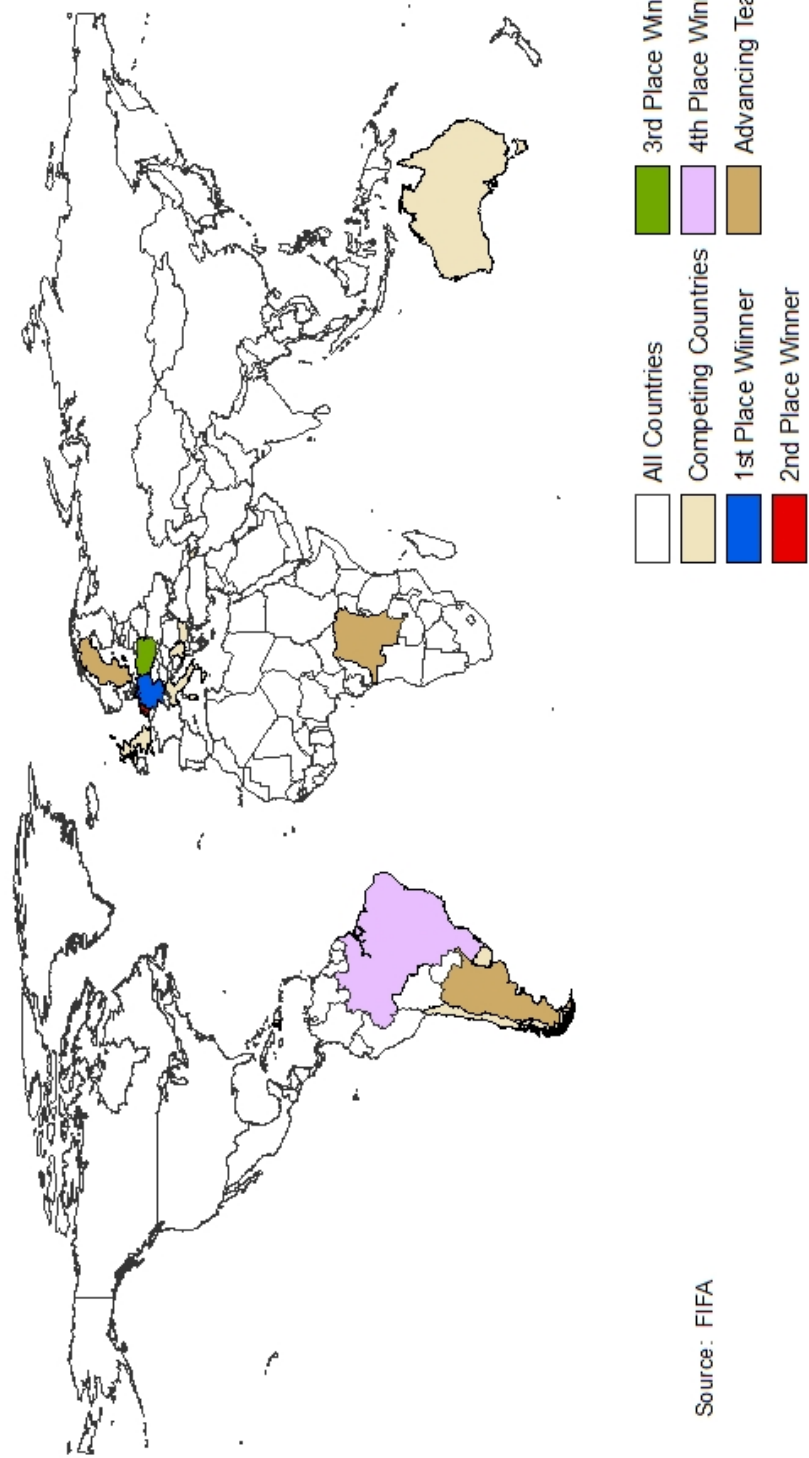 All Countries
Competing Countries
1st Place Wiinner
2nd Place Winner
3rd Place Win
4th Place Win
Advancing Tea
Source: FIFA